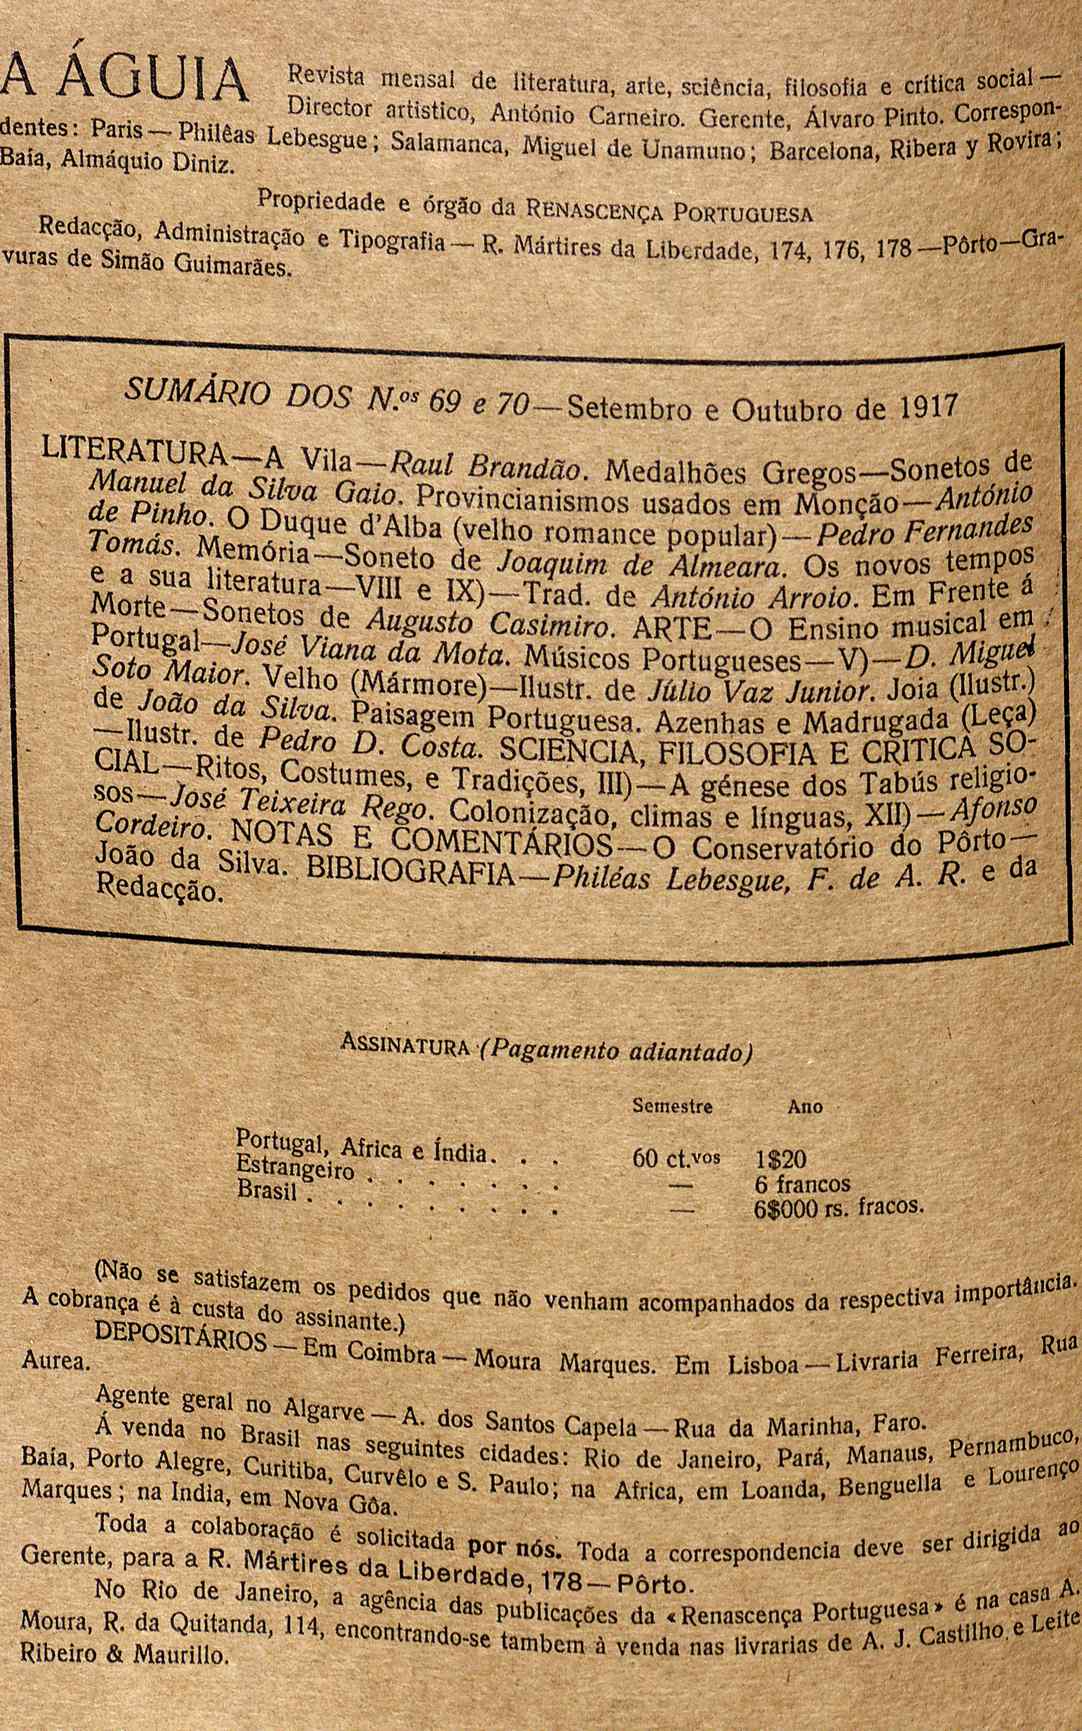 A ÁGUIA Revista mensal de literatura, arte, sciência, filosofia e crítica social —
Director artistico, António Carneiro. Gerente, Álvaro Pinto. Correspon-
dentes: Paris — Philêas Lebesgue; Salamanca, Miguel de Unamuno; Barcelona, Ribera y Rovira;
Baía, Almáquio Diniz.
Propriedade e órgão da RENASCENÇA PORTUGUESA
Redacção, Administração e Tipografia — R. Mártires da Liberdade, 174, 176, 178 — Pôrto — Gra-
vuras de Simão Guimarães.
SUMÁRIO DOS N.os 69 e 70 — Setembro e Outubro de 1917
LITERATURA — A Vila — Raul Brandão. Medalhões Gregos — Sonetos de
Manuel da Silva Gaio. Provincianismos usados em Monção — António
de Pinho. O Duque d'Alba (velho romance popular) — Pedro Fernandes
Tomás. Memória — Soneto de Joaquim de Almeara. Os novos tempos
e a sua literatura — VIII e IX) — Trad. de António Arroio. Em Frente á
Morte — Sonetos de Augusto Casimiro. ARTE — O Ensino musical em
Portugal — José Viana da Mota. Músicos Portugueses — V) — D. Miguel
Soto Maior. Velho (Mármore) — Ilustr. de Júlio Vaz Junior. Joia (Ilustr.)
de João da Silva. Paisagem Portuguesa. Azenhas e Madrugada (Leça)
— Ilustr. de Pedro D. Costa. SCIENCIA, FILOSOFIA E CRITICA SO-
CIAL — Ritos, Costumes, e Tradições, III) — A génese dos Tabús religio-
sos — José Teixeira Rego. Colonização, climas e línguas, XII) — Afonso
Cordeiro. NOTAS E COMENTÁRIOS — O Conservatório do Pôrto —
João da Silva. BIBLIOGRAFIA — Philéas Lebesgue, F. de A. R. e da
Redacção.
ASSINATURA (Pagamento adiantado)
Semestre Ano
Portugal, Africa e Índia. . . . 60 ct.vos 1$20
Estrangeiro . . . . . . . — 6 francos
Brasil . . . . . . . . . — 6$000 rs. fracos.
(Não se satisfazem os pedidos que não venham acompanhados da respectiva importância.
A cobrança é à custa do assinante.)
DEPOSITÁRIOS — Em Coimbra — Moura Marques. Em Lisboa — Livraria Ferreira, Rua
Aurea.
Agente geral no Algarve — A. dos Santos Capela — Rua da Marinha, Faro.
Á venda no Brasil nas seguintes cidades: Rio de Janeiro, Pará, Manaus, Pernambuco,
Baía, Porto Alegre, Curitiba, Curvêlo e S. Paulo; na Africa, em Loanda, Benguella e Lourenço
Marques; na India, em Nova Gôa.
Toda a colaboração é solicitada por nós. Toda a correspondencia deve ser dirigida ao
Gerente, para a R. Mártires da Liberdade, 178 — Pôrto.
No Rio de Janeiro, a agência das publicações da «Renascença Portuguesa» é na casa A.
Moura, R. da Quitanda, 114, encontrando-se tambem à venda nas livrarias de A. J. Castilho e Leite
Ribeiro & Maurillo.